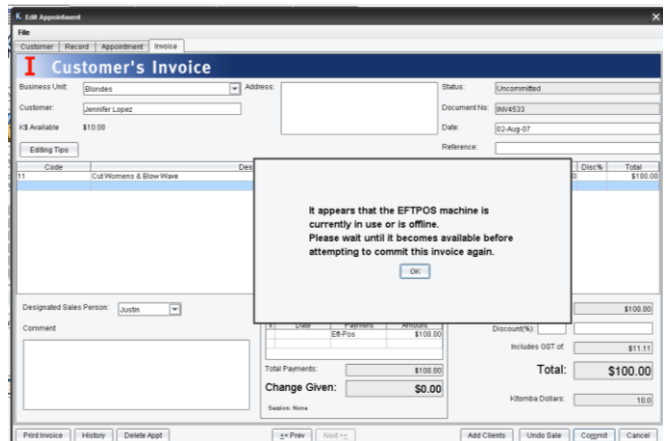 Edit Appointment
File
Customer Record Appointment Invoice
I Customer's Invoice
Business Unit: Blondes Address: Status: Uncommitted
Customer: Jennifer Lopez Document No: INV4533
K$ Available $10.00 Date: 02-Aug-07
Editing Tips Reference:
Code Des Disc% Total
11 Cut Womens & Blow Wave 0 $100.00
It appears that the EFTPOS machine is
currently in use or is offline.
Please wait until it becomes available before
attempting to commit this invoice again.
OK
Designated Sales Person: Justin $100.00
Comment Date Payment Amount Discount(%):
Eft-Pos $100.00
Includes GST of: $11.11
Total Payments: $100.00 Total: $100.00
Change Given: $0.00
Session: None Kitomba Dollars: 10.0
Print Invoice History Delete Appt << Prev Next >> Add Clients Undo Sale Commit Cancel